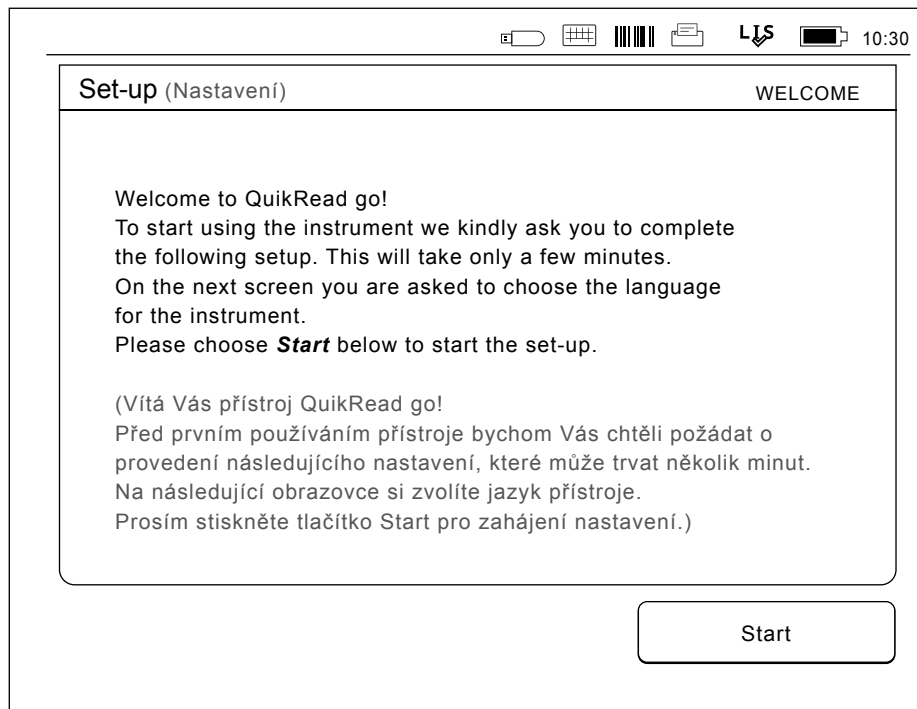 LIS 10:30
Set-up (Nastavení) WELCOME
Welcome to QuikRead go!
To start using the instrument we kindly ask you to complete
the following setup. This will take only a few minutes.
On the next screen you are asked to choose the language
for the instrument.
Please choose Start below to start the set-up.
(Vítá Vás přístroj QuikRead go!
Před prvním používáním přístroje bychom Vás chtěli požádat o
provedení následujícího nastavení, které může trvat několik minut.
Na následující obrazovce si zvolíte jazyk přístroje.
Prosím stiskněte tlačítko Start pro zahájení nastavení.)
Start